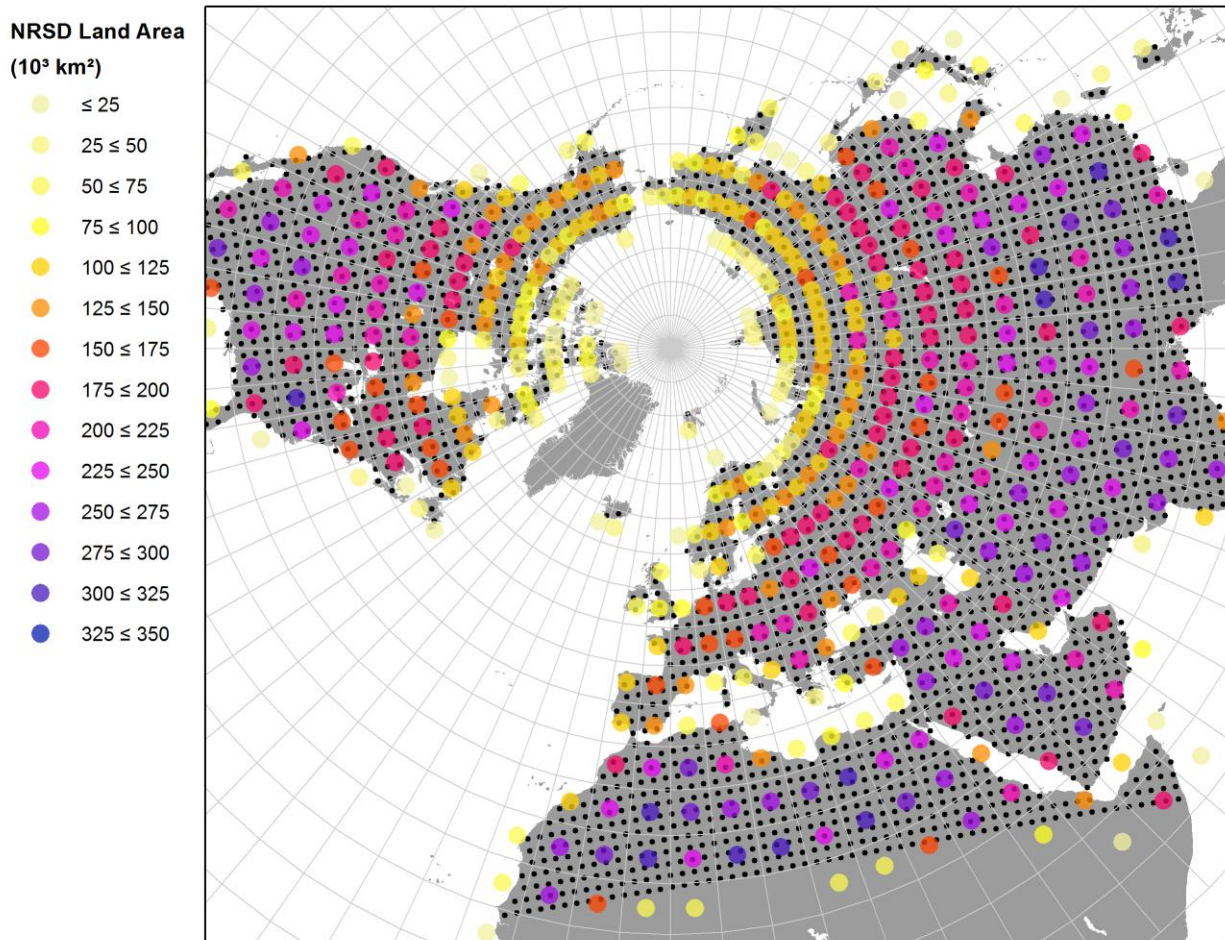 NRSD Land Area
(10³ km²)
≤ 25
25 ≤ 50
50 ≤ 75
75 ≤ 100
100 ≤ 125
125 ≤ 150
150 ≤ 175
175 ≤ 200
200 ≤ 225
225 ≤ 250
250 ≤ 275
275 ≤ 300
300 ≤ 325
325 ≤ 350